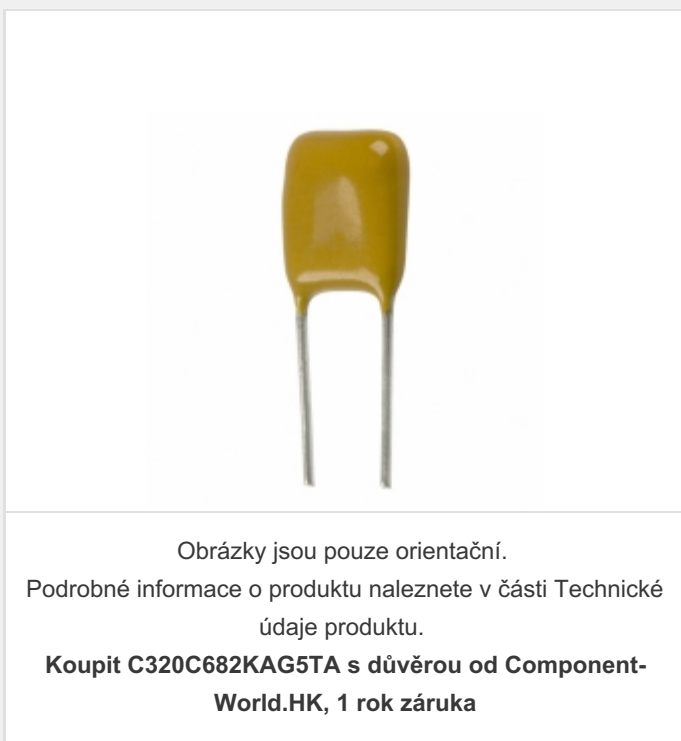 Obrázky jsou pouze orientační.
Podrobné informace o produktu naleznete v části Technické
údaje produktu.
Koupit C320C682KAG5TA s důvěrou od Component-
World.HK, 1 rok záruka